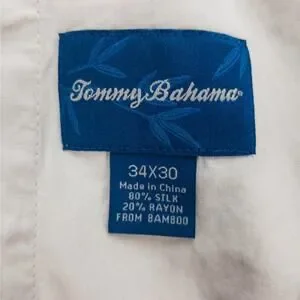 Tommy Bahama®
34X30
Made in China
80% SILK
20% RAYON
FROM BAMBOO